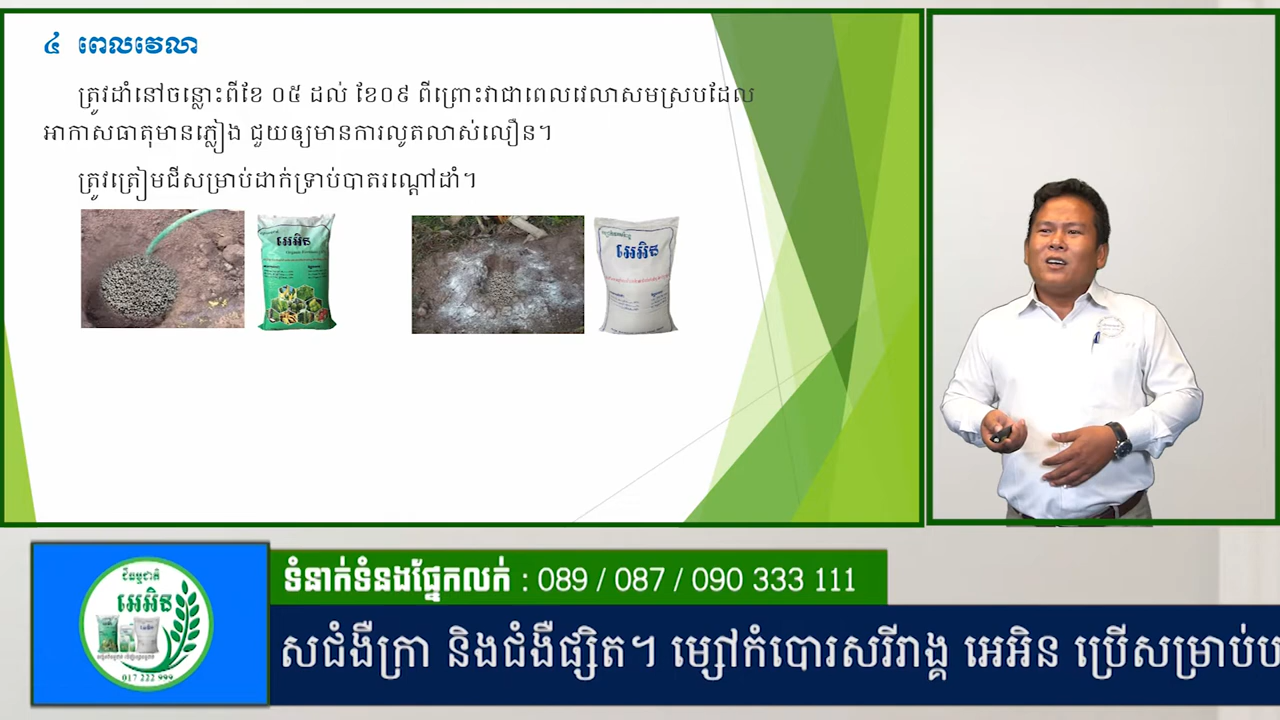 ៤ ពេលវេលា
ត្រូវដាំនៅចន្លោះពីខែ ០៥ ដល់ ខែ០៩ ពីព្រោះវាជាពេលវេលាសមស្របដែល
អាកាសធាតុមានភ្លៀង ជួយឲ្យមានការលូតលាស់លឿន។
ត្រូវត្រៀមជីសម្រាប់ដាក់ទ្រាប់បាតរណ្តៅដាំ។
អេអិន
អេអិន
ជីធម្មជាតិ
អេអិន
017 222 999
ទំនាក់ទំនងផ្នែកលក់ : 089 / 087 / 090 333 111
សជំងឺក្រា និងជំងឺផ្សិត។ ម្សៅកំបោរសរីរាង្គ អេអិន ប្រើសម្រាប់